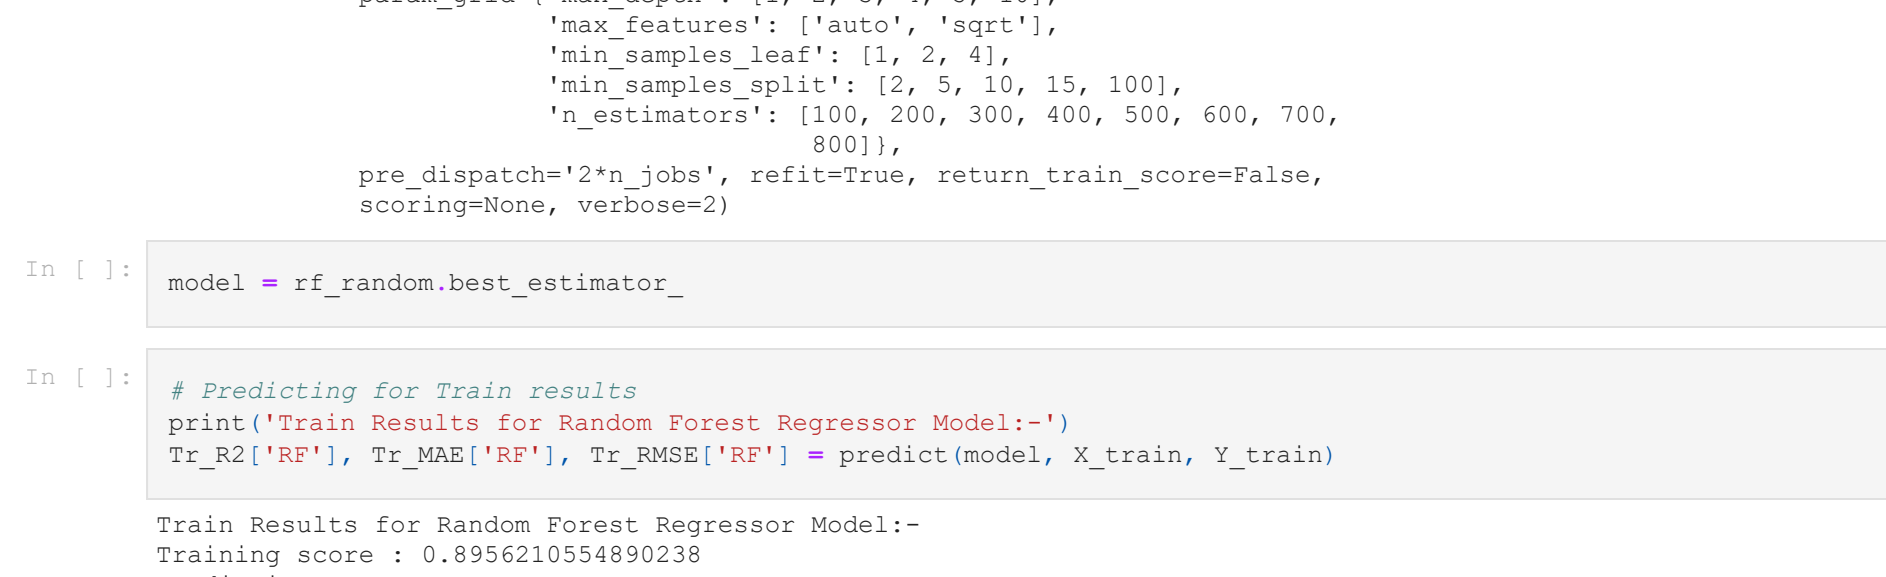 'max_features': ['auto', 'sqrt'],
'min_samples_leaf': [1, 2, 4],
'min_samples_split': [2, 5, 10, 15, 100],
'n_estimators': [100, 200, 300, 400, 500, 600, 700,
800]},
pre_dispatch='2*n_jobs', refit=True, return_train_score=False,
scoring=None, verbose=2)
In [ ]:
model = rf_random.best_estimator_
In [ ]:
# Predicting for Train results
print('Train Results for Random Forest Regressor Model:-')
Tr_R2['RF'], Tr_MAE['RF'], Tr_RMSE['RF'] = predict(model, X_train, Y_train)
Train Results for Random Forest Regressor Model:-
Training score : 0.8956210554890238